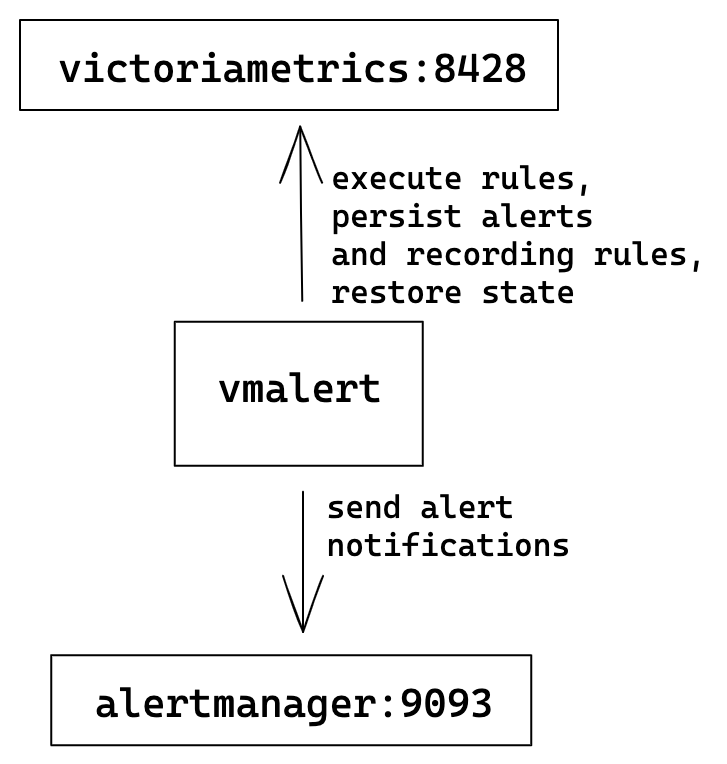 victoriametrics:8428
execute rules,
persist alerts
and recording rules,
restore state
vmalert
send alert
notifications
alertmanager:9093